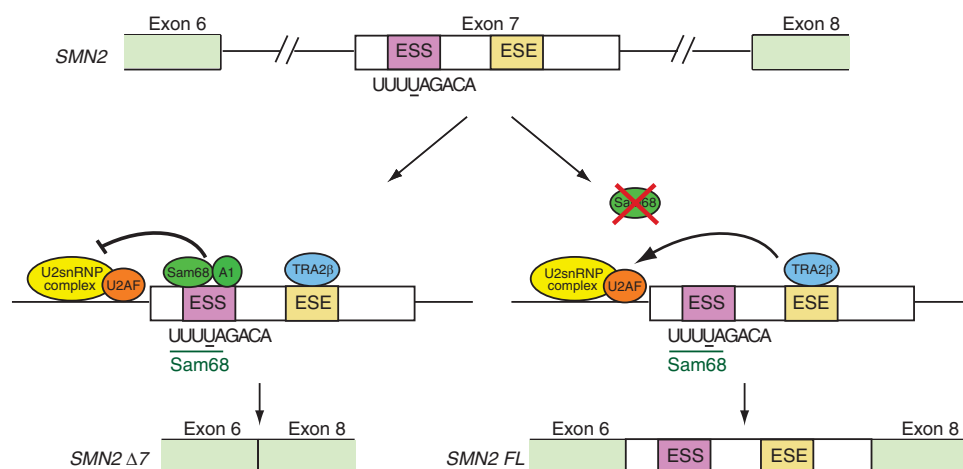 Exon 6 Exon 7 Exon 8
SMN2 ESS ESE
UUUUAGACA
Sam68
U2snRNP complex U2AF Sam68 A1 TRA2β
ESS ESE
UUUUAGACA
Sam68
U2snRNP complex U2AF TRA2β
ESS ESE
UUUUAGACA
Sam68
Exon 6 Exon 8
SMN2 Δ7
Exon 6 Exon 8
SMN2 FL ESS ESE